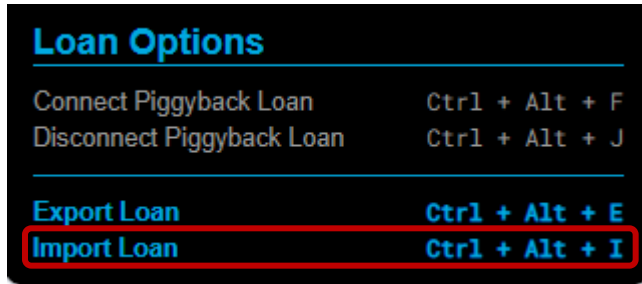 Loan Options
Connect Piggyback Loan Ctrl + Alt + F
Disconnect Piggyback Loan Ctrl + Alt + J
Export Loan Ctrl + Alt + E
Import Loan Ctrl + Alt + I